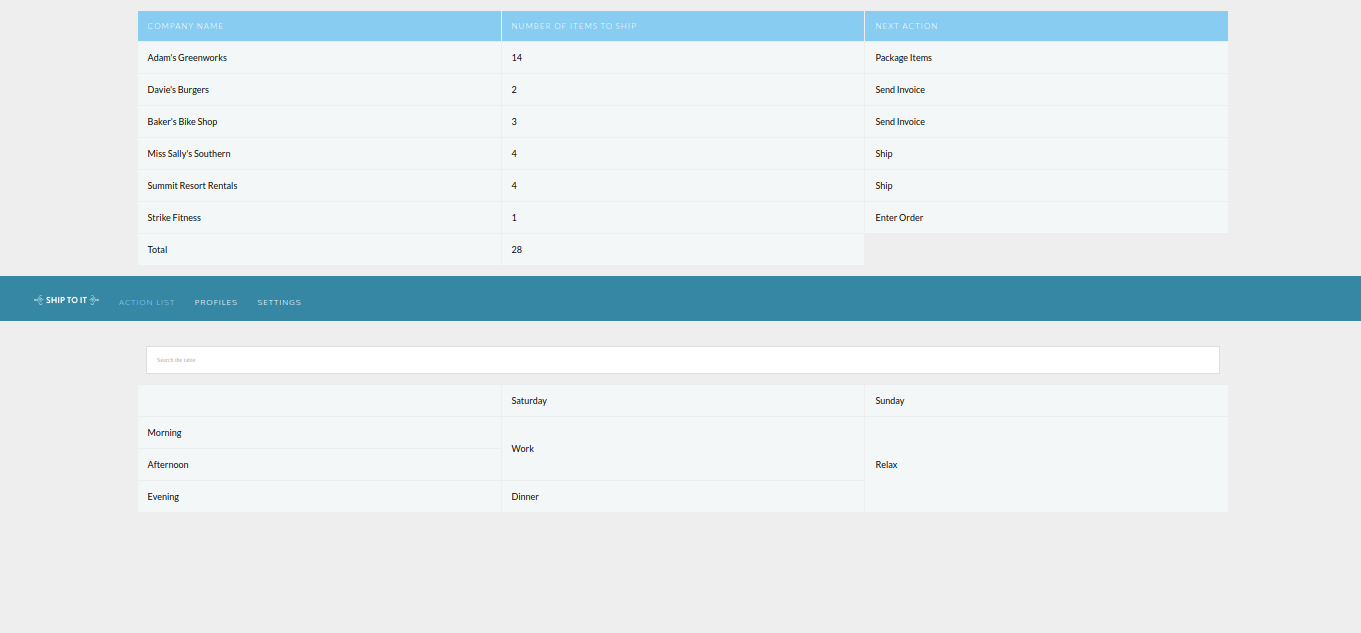 COMPANY NAME NUMBER OF ITEMS TO SHIP NEXT ACTION
Adam's Greenworks 14 Package Items
Davie's Burgers 2 Send Invoice
Baker's Bike Shop 3 Send Invoice
Miss Sally's Southern 4 Ship
Summit Resort Rentals 4 Ship
Strike Fitness 1 Enter Order
Total 28
SHIP TO IT ACTION LIST PROFILES SETTINGS
Search the table
Saturday Sunday
Morning
Work
Afternoon Relax
Evening Dinner